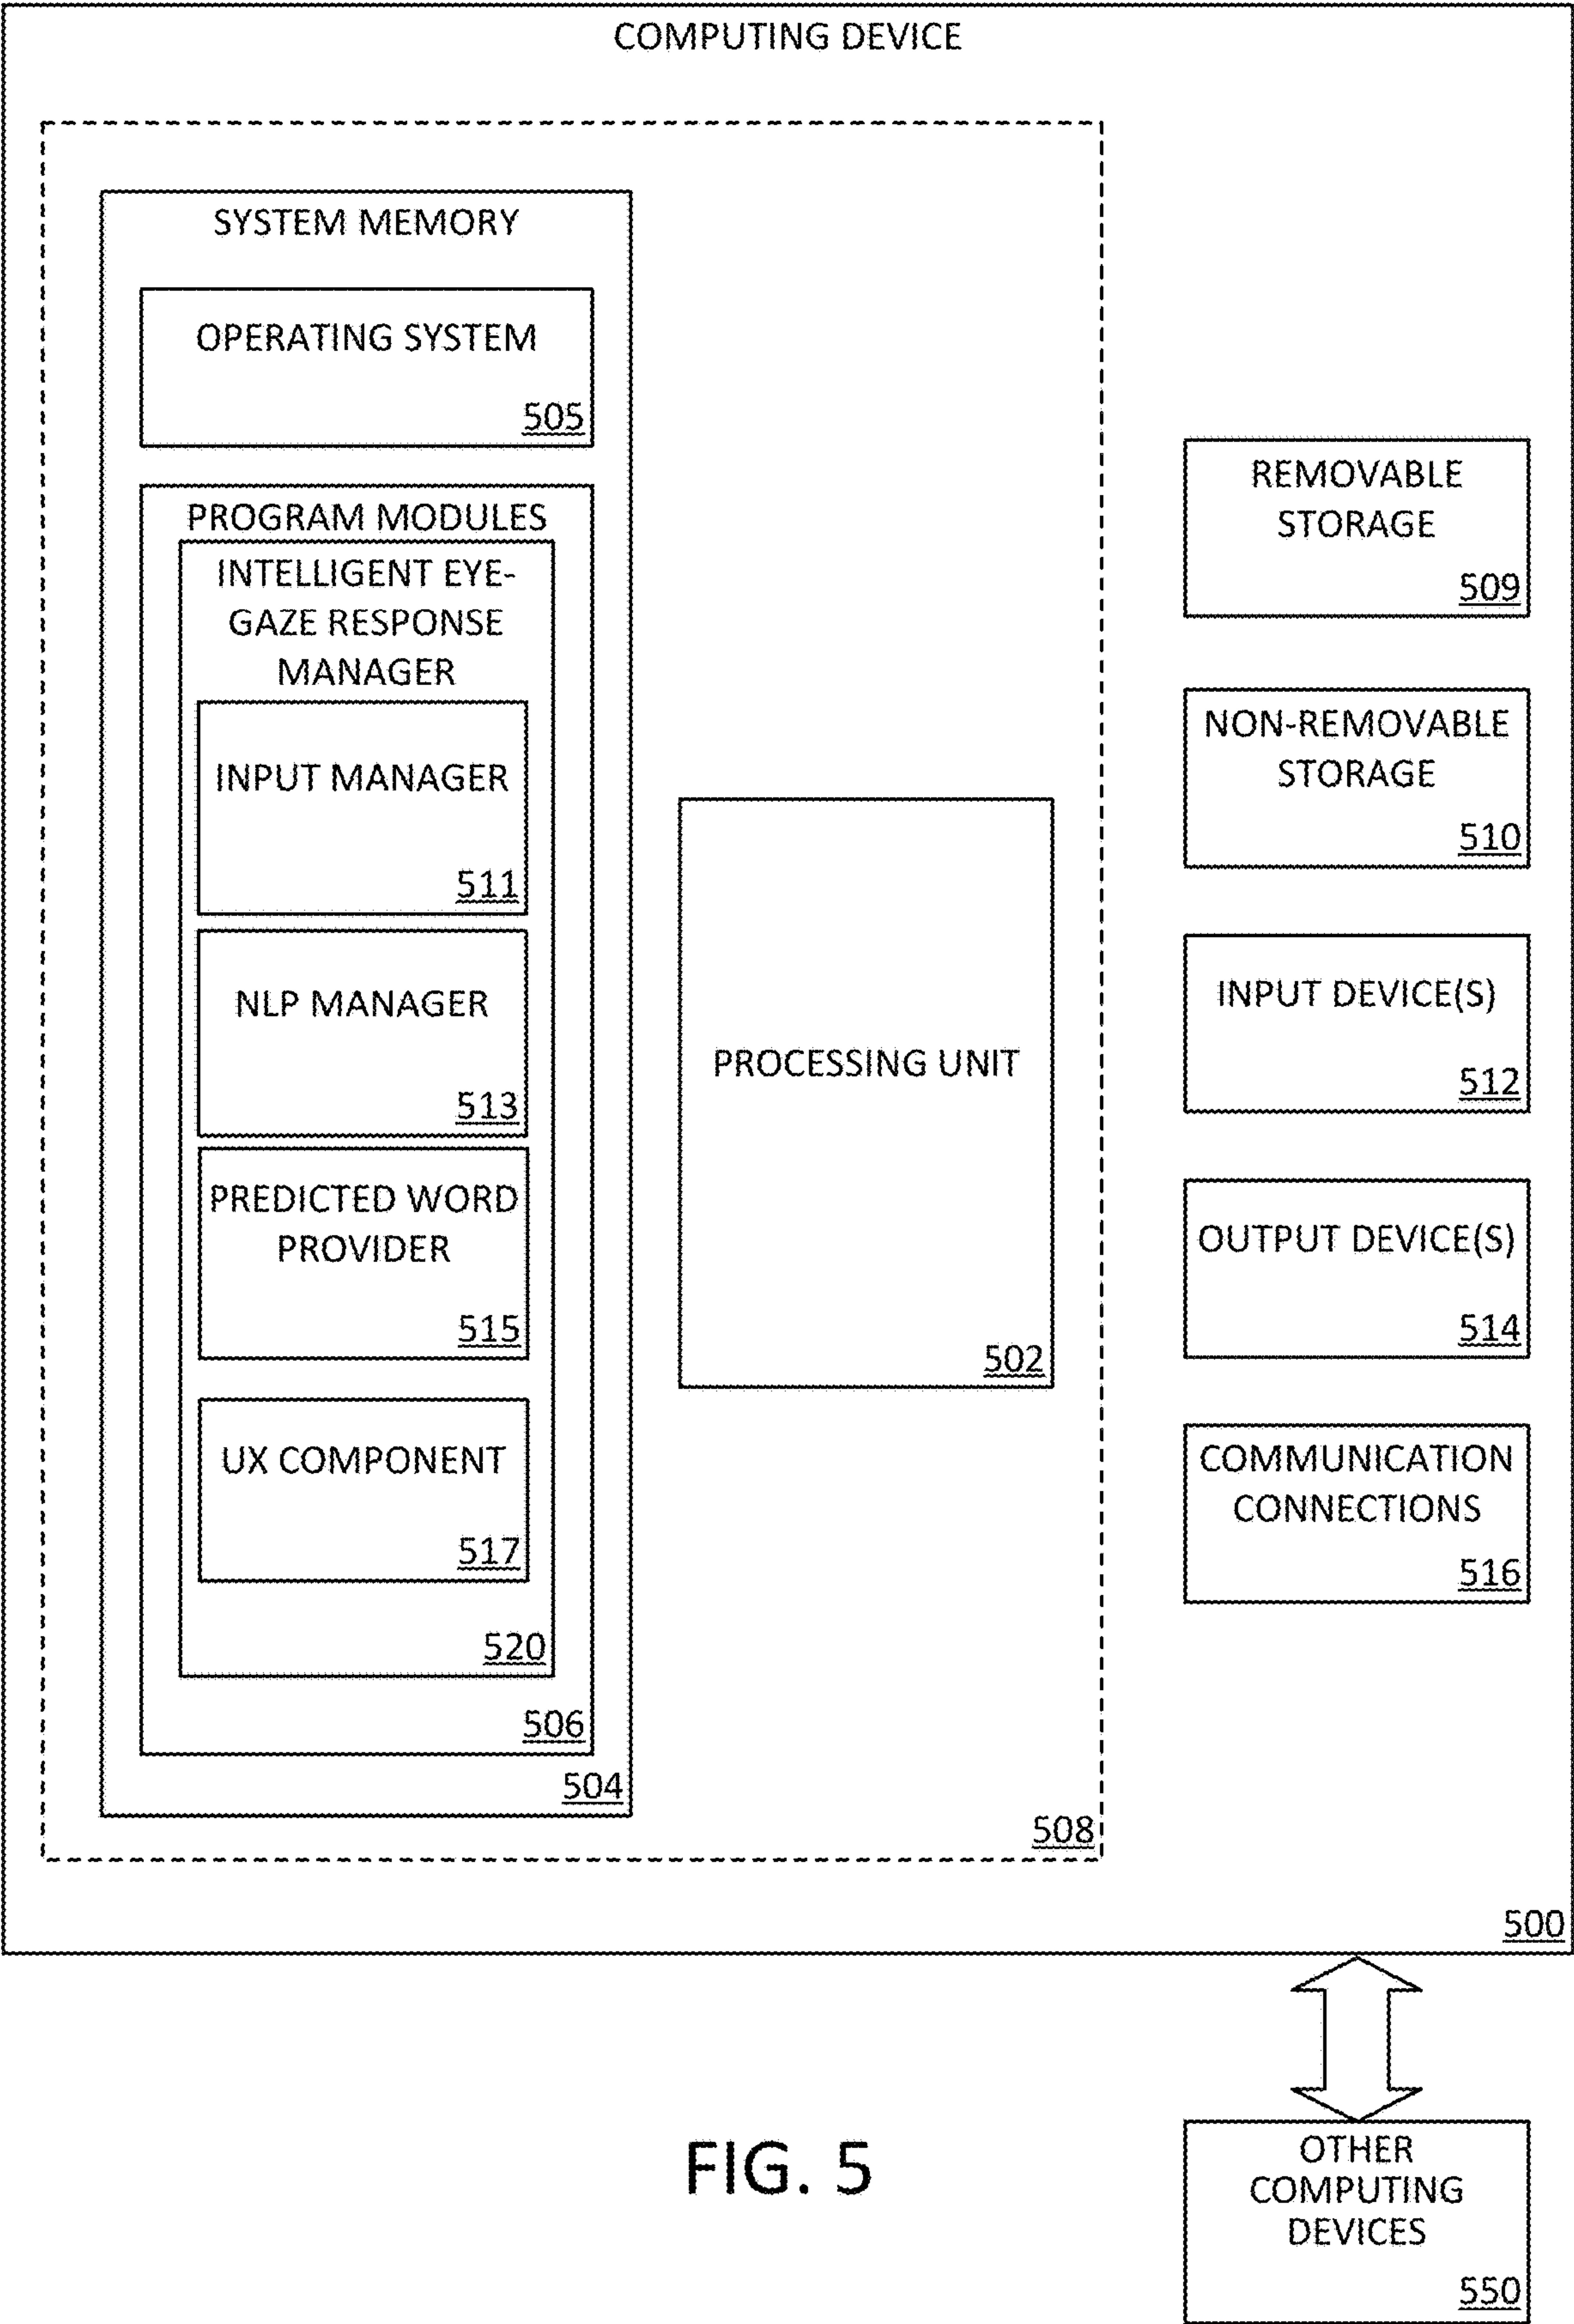 COMPUTING DEVICE
SYSTEM MEMORY
OPERATING SYSTEM
505
PROGRAM MODULES
INTELLIGENT EYE-
GAZE RESPONSE
MANAGER
INPUT MANAGER
511
NLP MANAGER
513
PREDICTED WORD
PROVIDER
515
UX COMPONENT
517
520
506
504
PROCESSING UNIT
502
508
REMOVABLE
STORAGE
509
NON-REMOVABLE
STORAGE
510
INPUT DEVICE(S)
512
OUTPUT DEVICE(S)
514
COMMUNICATION
CONNECTIONS
516
500
OTHER
COMPUTING
DEVICES
550
FIG. 5